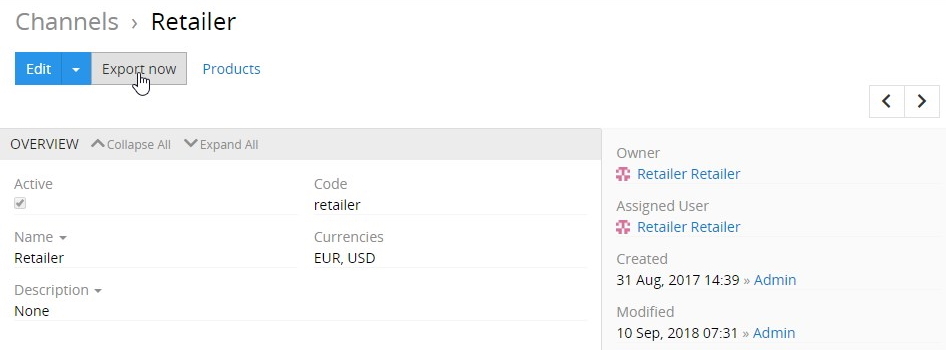 Channels › Retailer
Edit Export now Products
OVERVIEW Collapse All Expand All
Active
Code
retailer
Name
Retailer
Currencies
EUR, USD
Description
None
Owner
Retailer Retailer
Assigned User
Retailer Retailer
Created
31 Aug, 2017 14:39 » Admin
Modified
10 Sep, 2018 07:31 » Admin